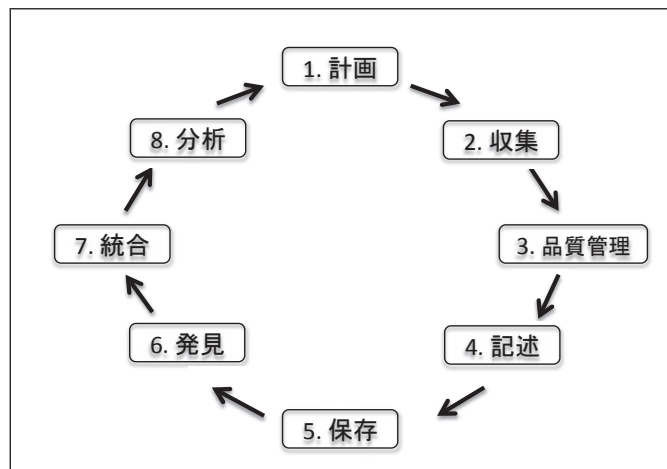 1. 計画
2. 収集
3. 品質管理
4. 記述
5. 保存
6. 発見
7. 統合
8. 分析